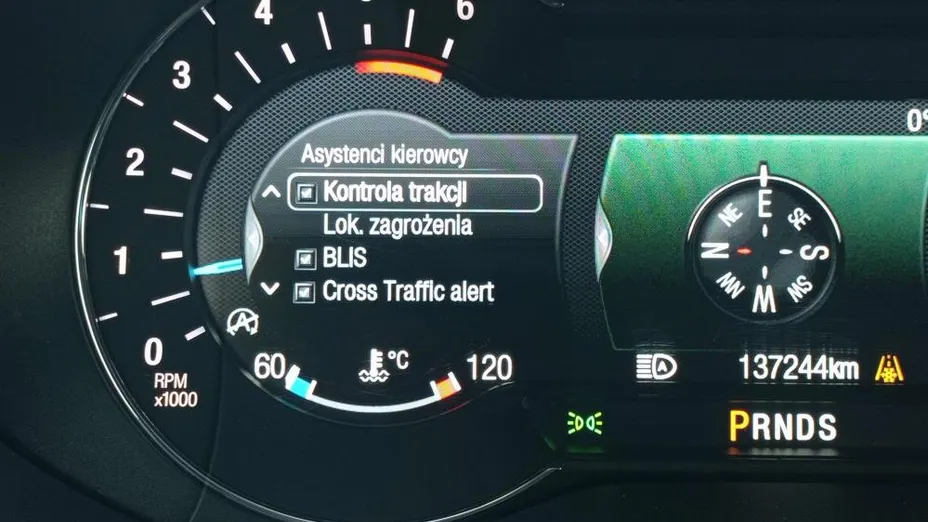 4
6
3
2
1
0
RPM
x1000
Asystenci kierowcy
Kontrola trakcji
Lok. zagrożenia
BLIS
Cross Traffic alert
A
60
°C
120
0°
E
NE
SE
N
S
NW
SW
W
A
137244km
PRNDS